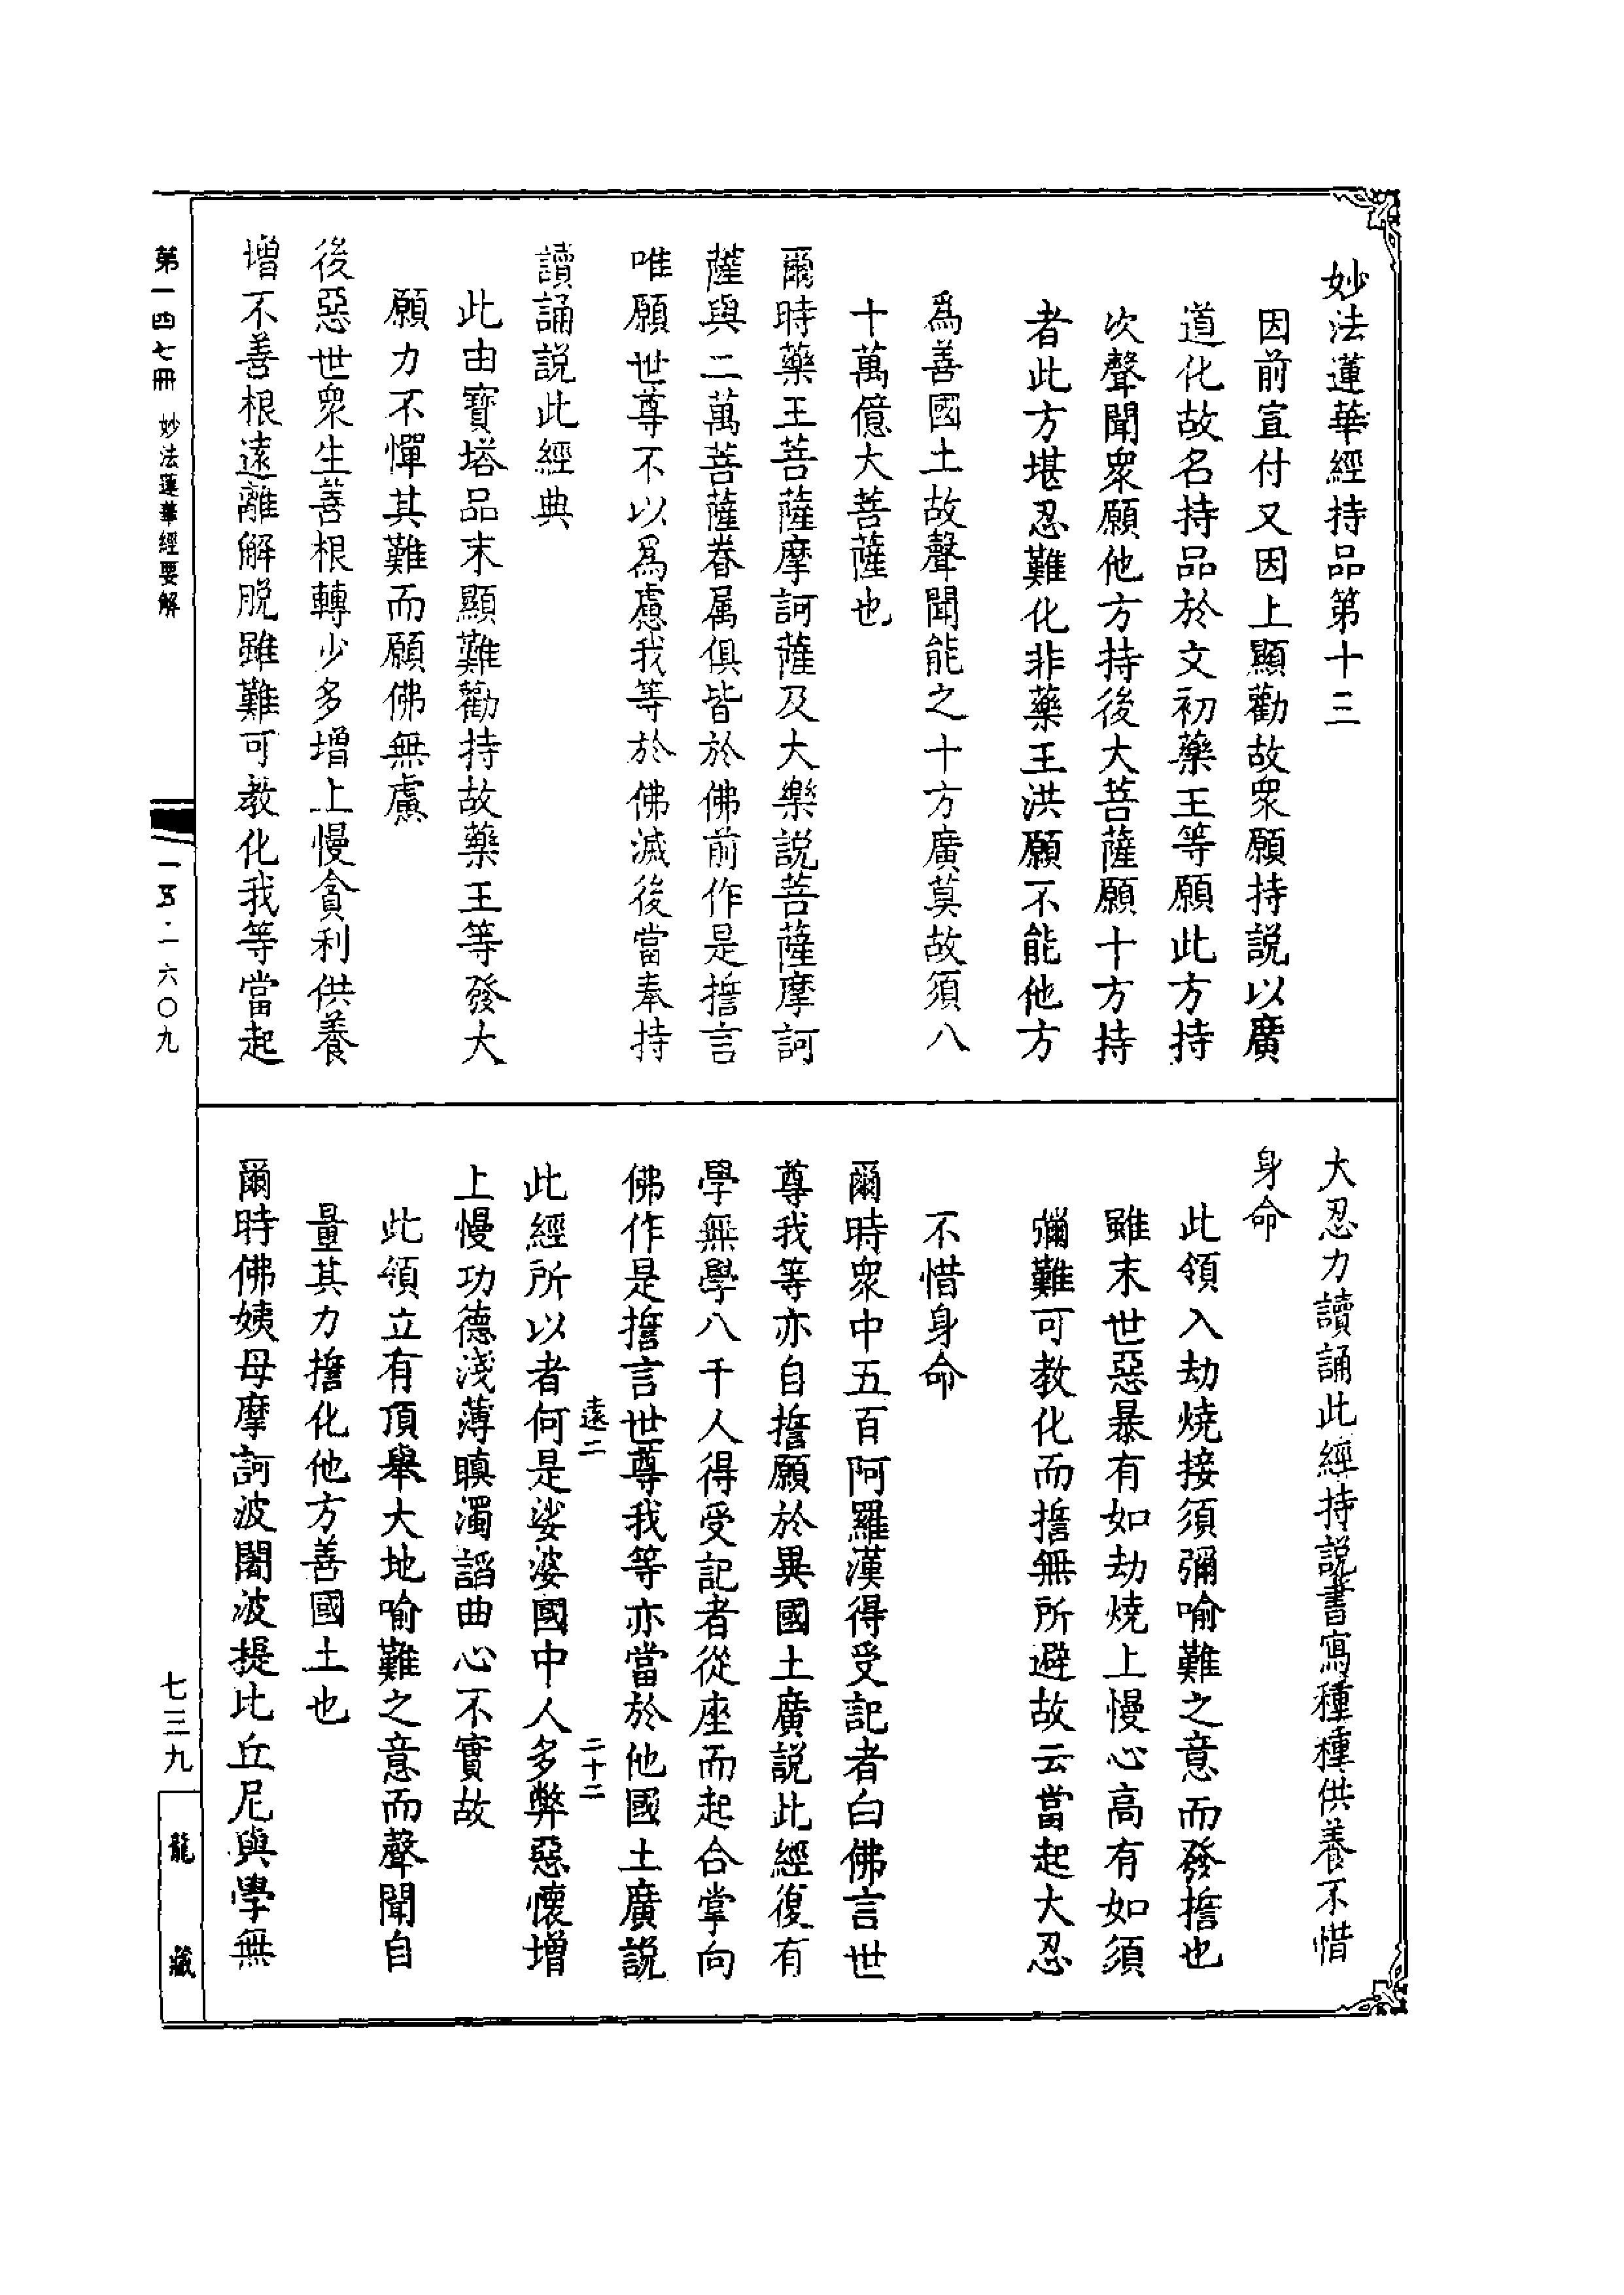 妙法蓮華經持品第十三
因前宣付又因上顯勸故衆願持説以廣
道化故名持品於文初藥王等願此方持
次聲聞衆願他方持後大菩薩願十方持
者此方堪忍難化非藥王洪願不能他方
爲善國土故聲聞能之十方廣莫故須八
十萬億大菩薩也
爾時藥王菩薩摩訶薩及大樂説菩薩摩訶
薩與二萬菩薩眷属俱皆於佛前作是誓言
唯願世尊不以爲慮我等於佛滅後當奉持
讀誦説此經典
此由寶塔品末顯難勸持故藥王等發大
願力不憚其難而願佛無慮
後惡世衆生善根轉少多增上慢貪利供養
增不善根遠離解脱雖難可教化我等當起
大忍力讀誦此經持説書寫種種供養不惜
身命
此領入劫燒接須彌喻難之意而發誓也
雖末世惡暴有如劫燒上慢心高有如須
彌難可教化而誓無所避故云當起大忍
不惜身命
爾時衆中五百阿羅漢得受記者白佛言世
尊我等亦自誓願於異國土廣説此經復有
學無學八千人得受記者從座而起合掌向
佛作是誓言世尊我等亦當於他國土廣説
遠二 二十二
此經所以者何是娑婆國中人多弊惡懷增
上慢功德淺薄瞋濁諂曲心不實故
此領立有頂舉大地喻難之意而聲聞自
量其力誓化他方善國土也
爾時佛姨母摩訶波闍波提比丘尼與學無
第一四七冊 妙法蓮華經要解
一五·一六〇九
七三九
龍藏